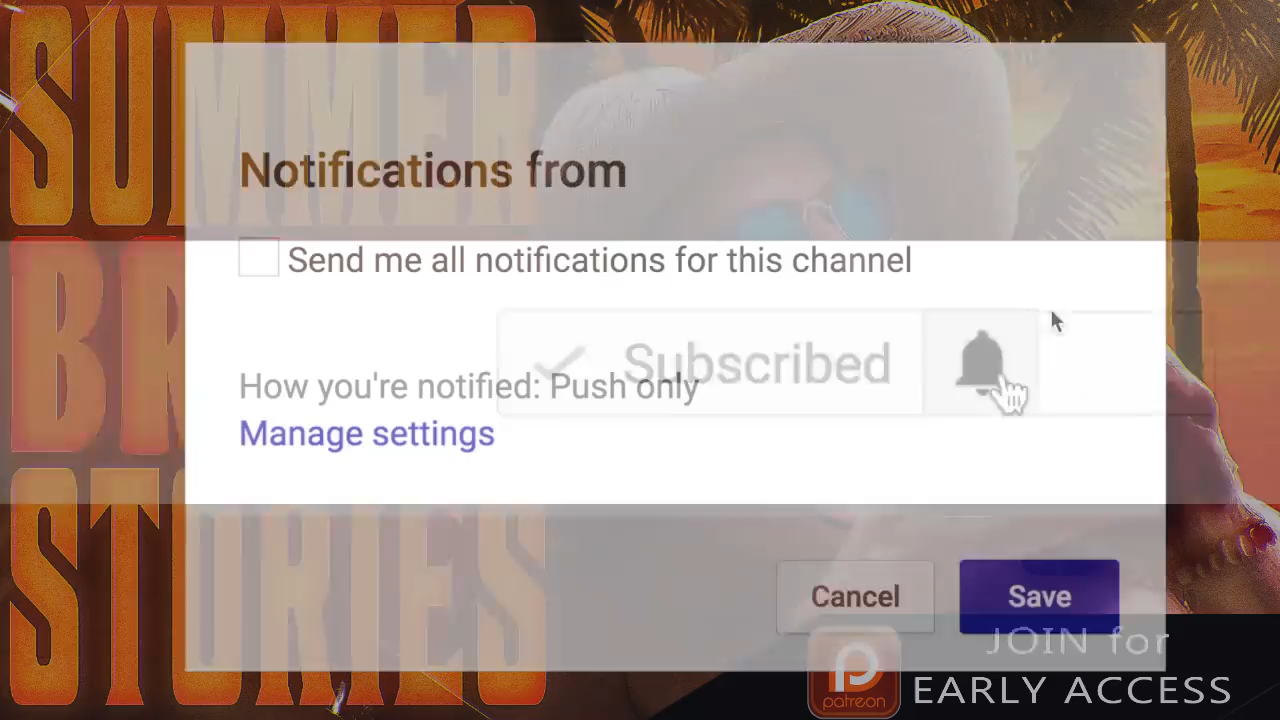 SUMMER
Notifications from
Send me all notifications for this channel
BR
Subscribed
How you're notified: Push only
Manage settings
STORIES
Cancel
Save
JOIN for
patreon
EARLY ACCESS